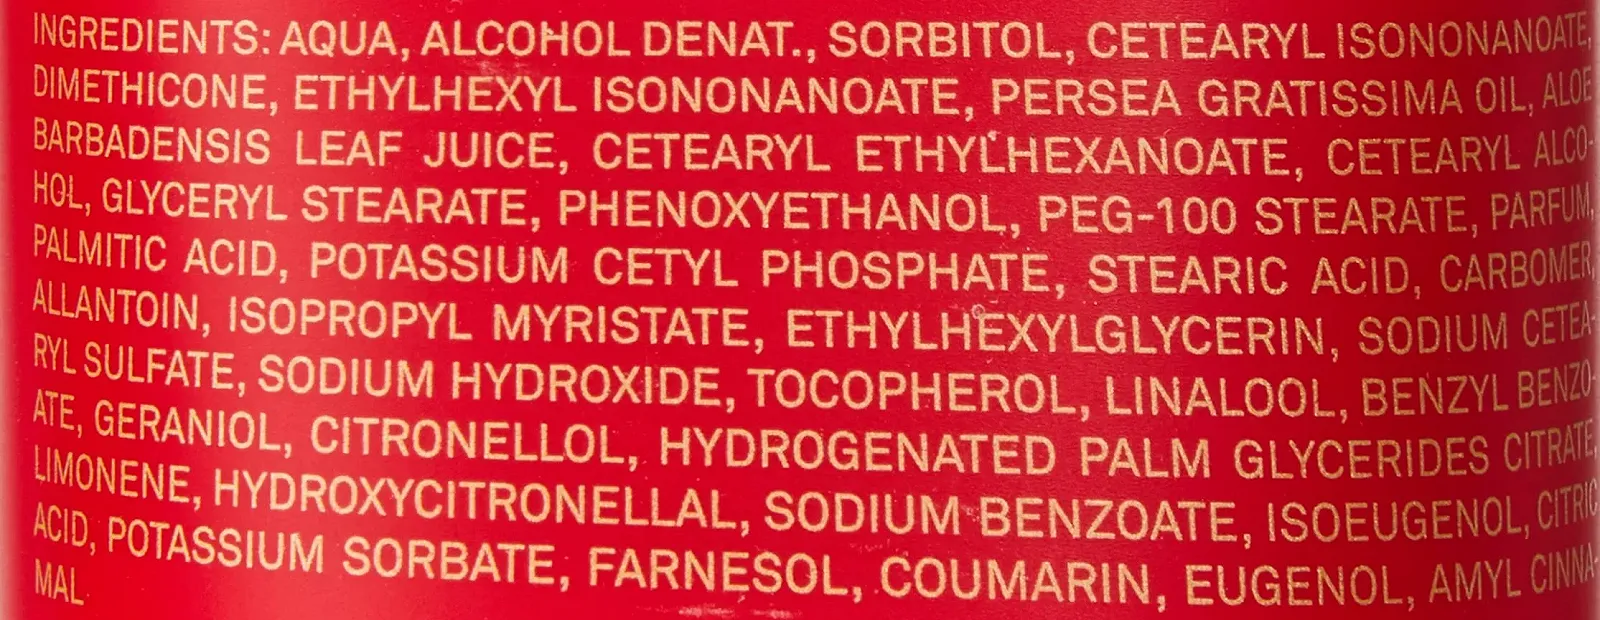 INGREDIENTS: AQUA, ALCOHOL DENAT., SORBITOL, CETEARYL ISONONANOATE,
DIMETHICONE, ETHYLHEXYL ISONONANOATE, PERSEA GRATISSIMA OIL, ALOE
BARBADENSIS LEAF JUICE, CETEARYL ETHYLHEXANOATE, CETEARYL ALCO-
HOL, GLYCERYL STEARATE, PHENOXYETHANOL, PEG-100 STEARATE, PARFUM,
PALMITIC ACID, POTASSIUM CETYL PHOSPHATE, STEARIC ACID, CARBOMER,
ALLANTOIN, ISOPROPYL MYRISTATE, ETHYLHEXYLGLYCERIN, SODIUM CETEA-
RYL SULFATE, SODIUM HYDROXIDE, TOCOPHEROL, LINALOOL, BENZYL BENZO-
ATE, GERANIOL, CITRONELLOL, HYDROGENATED PALM GLYCERIDES CITRATE,
LIMONENE, HYDROXYCITRONELLAL, SODIUM BENZOATE, ISOEUGENOL, CITRIC
ACID, POTASSIUM SORBATE, FARNESOL, COUMARIN, EUGENOL, AMYL CINNA-
MAL